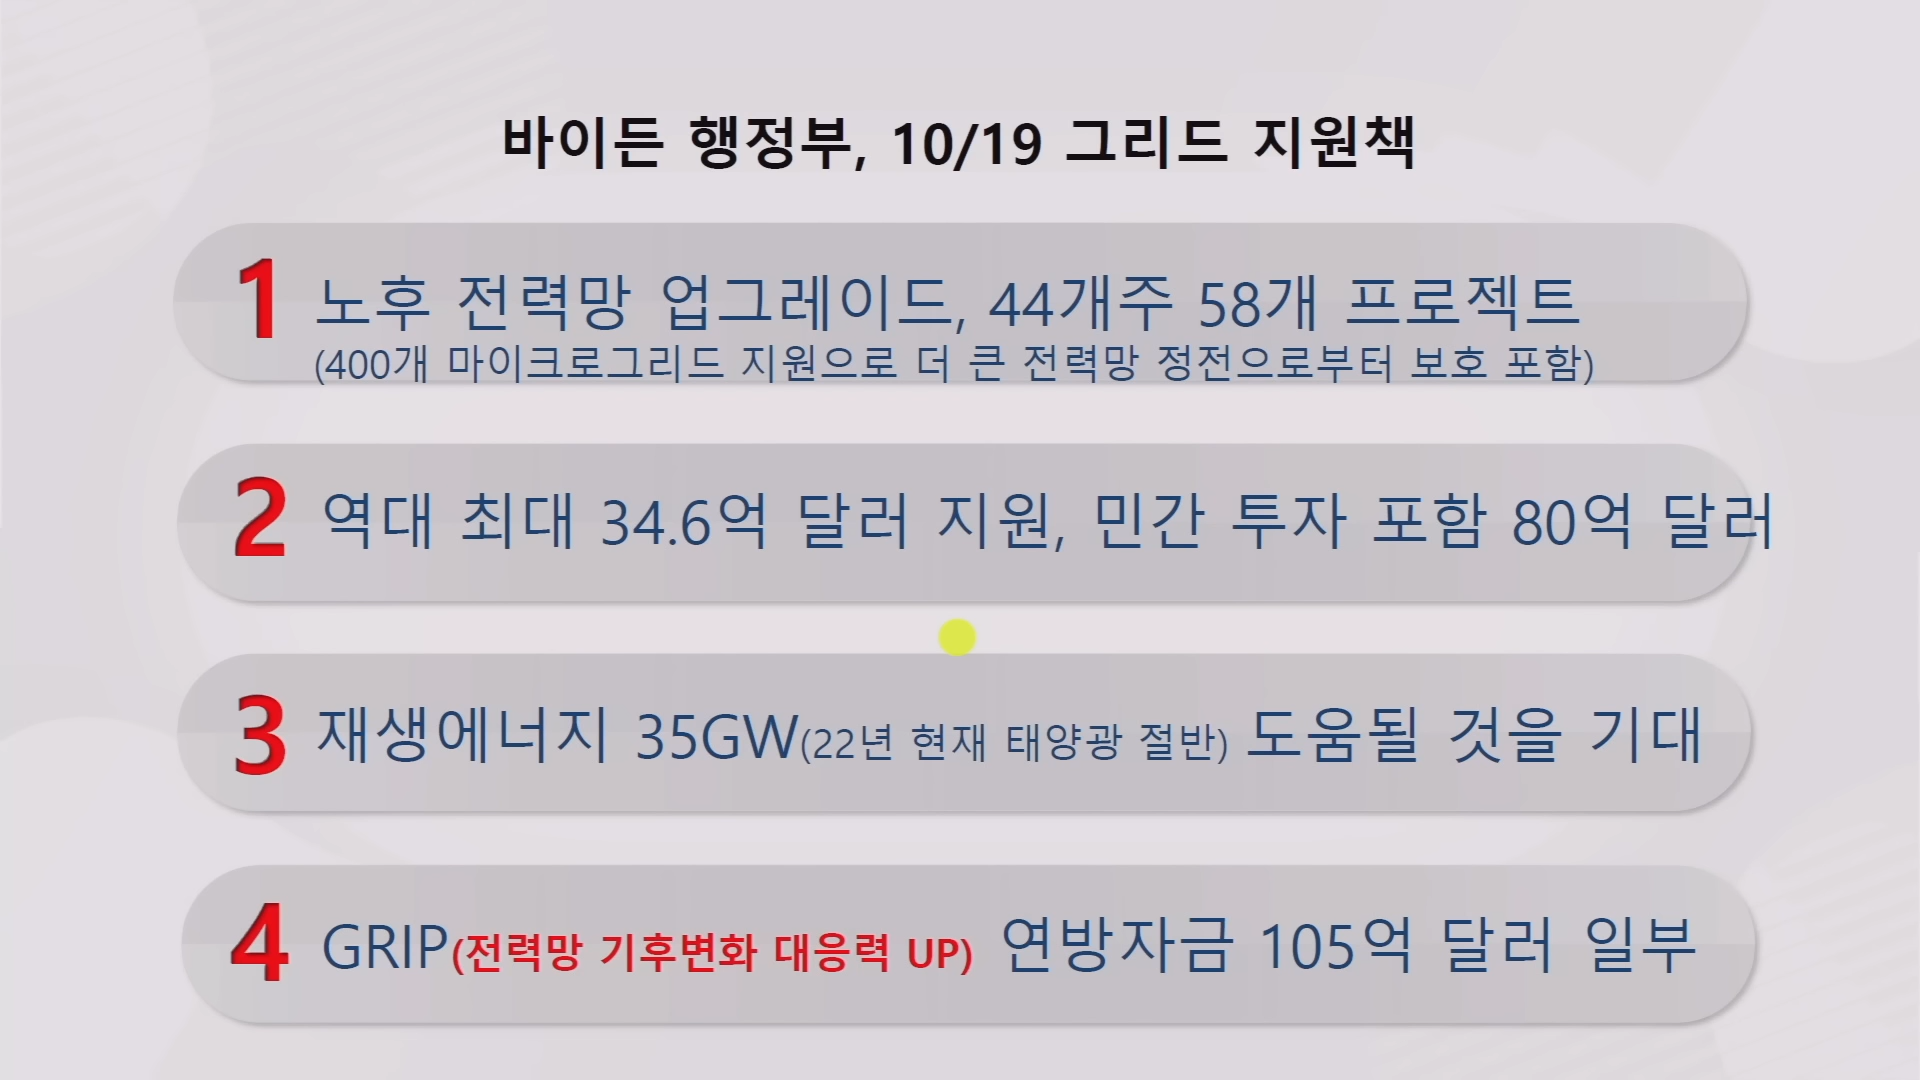 바이든 행정부, 10/19 그리드 지원책
1 노후 전력망 업그레이드, 44개주 58개 프로젝트
(400개 마이크로그리드 지원으로 더 큰 전력망 정전으로부터 보호 포함)
2 역대 최대 34.6억 달러 지원, 민간 투자 포함 80억 달러
3 재생에너지 35GW(22년 현재 태양광 절반) 도움될 것을 기대
4 GRIP(전력망 기후변화 대응력 UP) 연방자금 105억 달러 일부